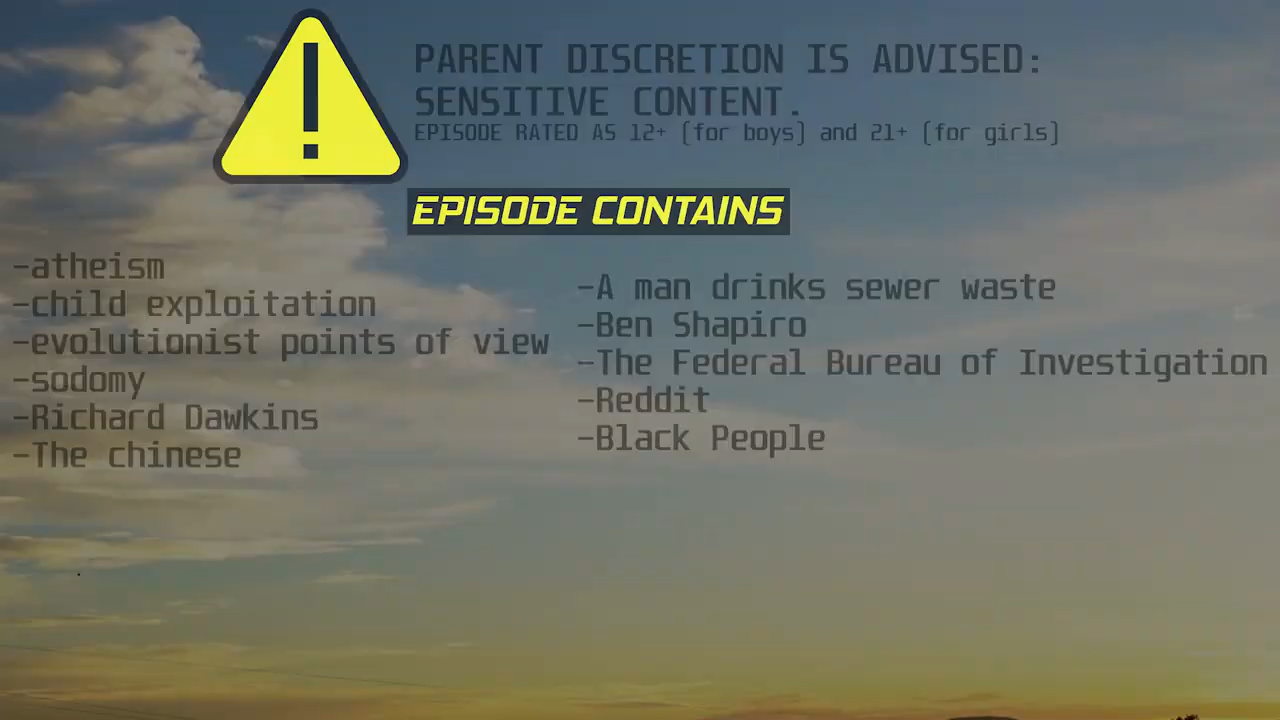 PARENT DISCRETION IS ADVISED:
SENSITIVE CONTENT.
EPISODE RATED AS 12+ (for boys) and 21+ (for girls)
EPISODE CONTAINS
-atheism
-child exploitation
-evolutionist points of view
-sodomy
-Richard Dawkins
-The chinese
-A man drinks sewer waste
-Ben Shapiro
-The Federal Bureau of Investigation
-Reddit
-Black People